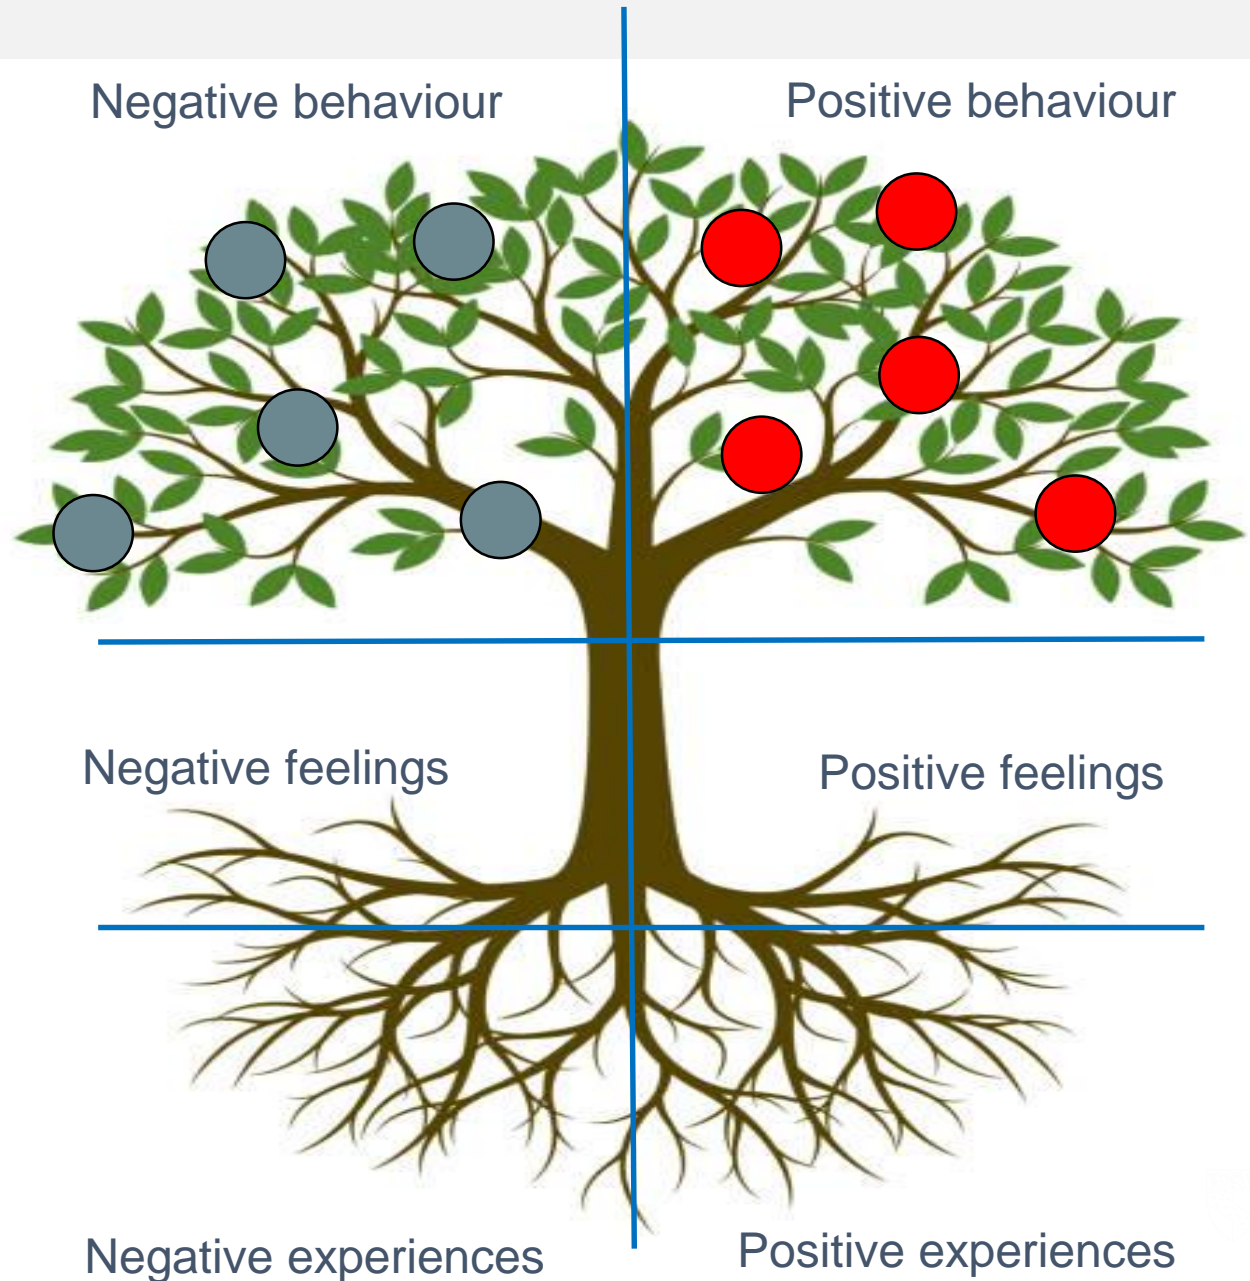 Negative behaviour
Positive behaviour
Negative feelings
Positive feelings
Negative experiences
Positive experiences